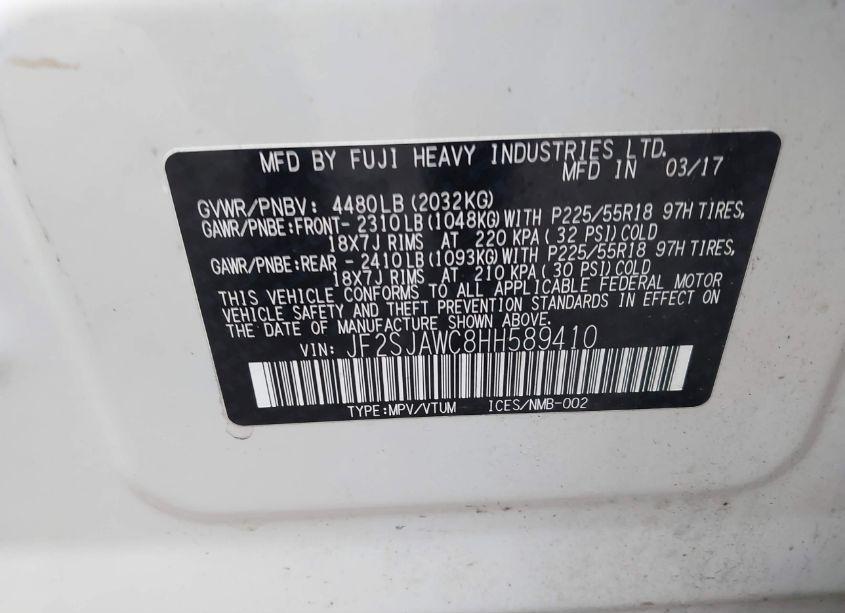 MFD BY FUJI HEAVY INDUSTRIES LTD.
MFD IN 03/17
GVWR/PNBV: 4480LB(2032KG)
GAWR/PNBE:FRONT- 2310LB(1048KG)WITH P225/55R18 97H TIRES,
18X7J RIMS AT 220 KPA( 32 PSI)COLD
GAWR/PNBE:REAR - 2410LB(1093KG)WITH P225/55R18 97H TIRES,
18X7J RIMS AT 210 KPA( 30 PSI)COLD
THIS VEHICLE CONFORMS TO ALL APPLICABLE FEDERAL MOTOR
VEHICLE SAFETY AND THEFT PREVENTION STANDARDS IN EFFECT ON
THE DATE OF MANUFACTURE SHOWN ABOVE.
VIN: JF2SJAWC8HH589410
TYPE:MPV/VTUM ICES/NMB-002